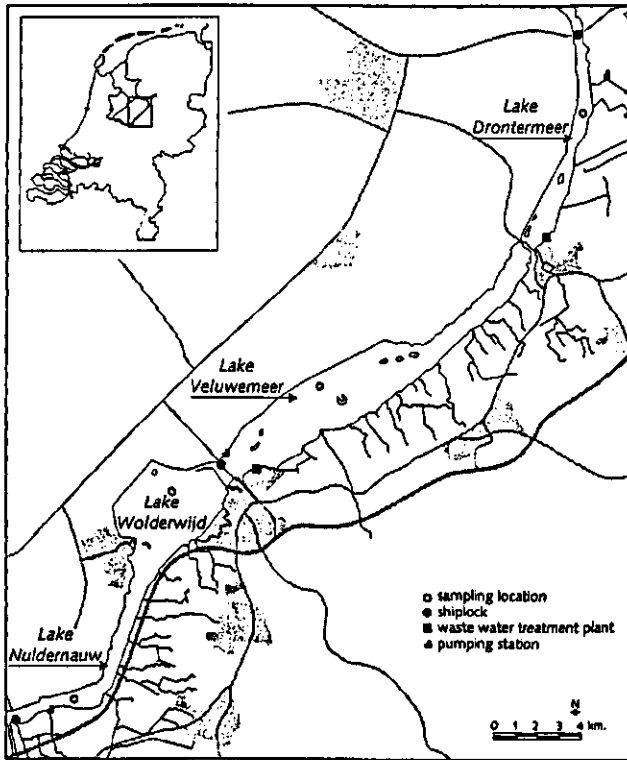 Lake
Drontermeer
Lake
Veluwemeer
Lake
Wolderwijd
Lake
Nuldernauw
sampling location
shiplock
waste water treatment plant
pumping station
N
0 1 2 3 4 km.